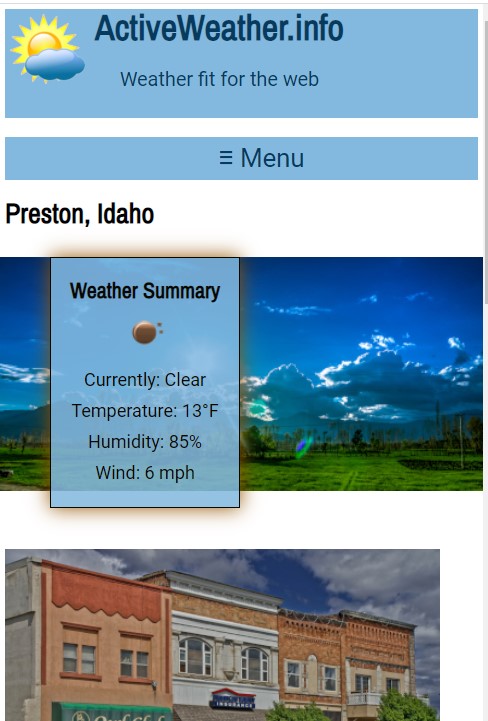 ActiveWeather.info
Weather fit for the web
≡ Menu
Preston, Idaho
Weather Summary
Currently: Clear
Temperature: 13°F
Humidity: 85%
Wind: 6 mph
INSURANCE